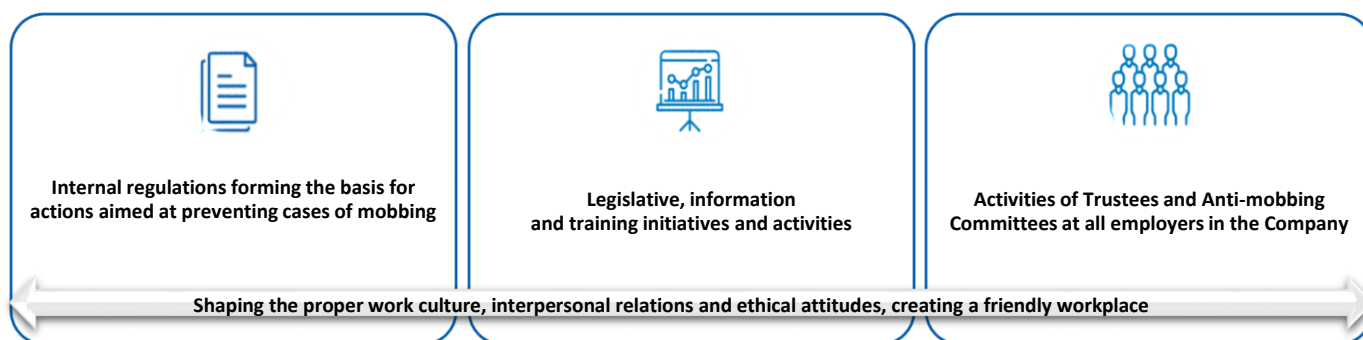 Internal regulations forming the basis for
actions aimed at preventing cases of mobbing
Legislative, information
and training initiatives and activities
Activities of Trustees and Anti-mobbing
Committees at all employers in the Company
Shaping the proper work culture, interpersonal relations and ethical attitudes, creating a friendly workplace